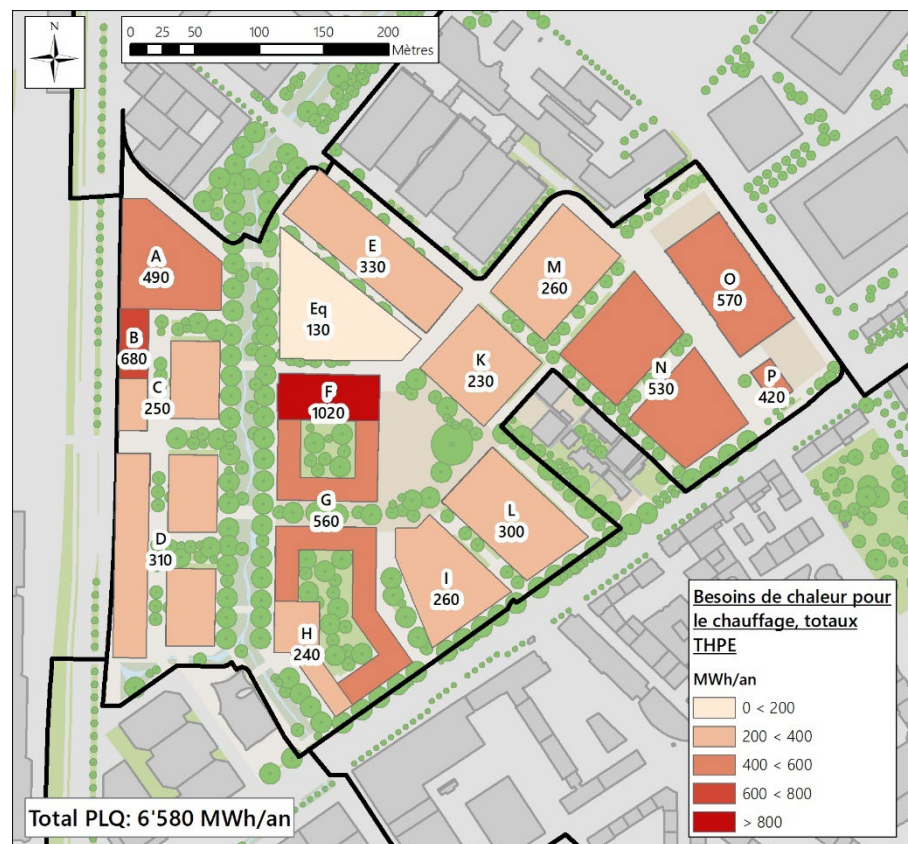 N
0 25 50 100 150 200
Mètres
A
490
B
680
C
250
D
310
E
330
Eq
130
F
1020
G
560
H
240
I
260
K
230
L
300
M
260
N
530
O
570
P
420
Besoins de chaleur pour
le chauffage, totaux
THPE
MWh/an
0 < 200
200 < 400
400 < 600
600 < 800
> 800
Total PLQ: 6'580 MWh/an